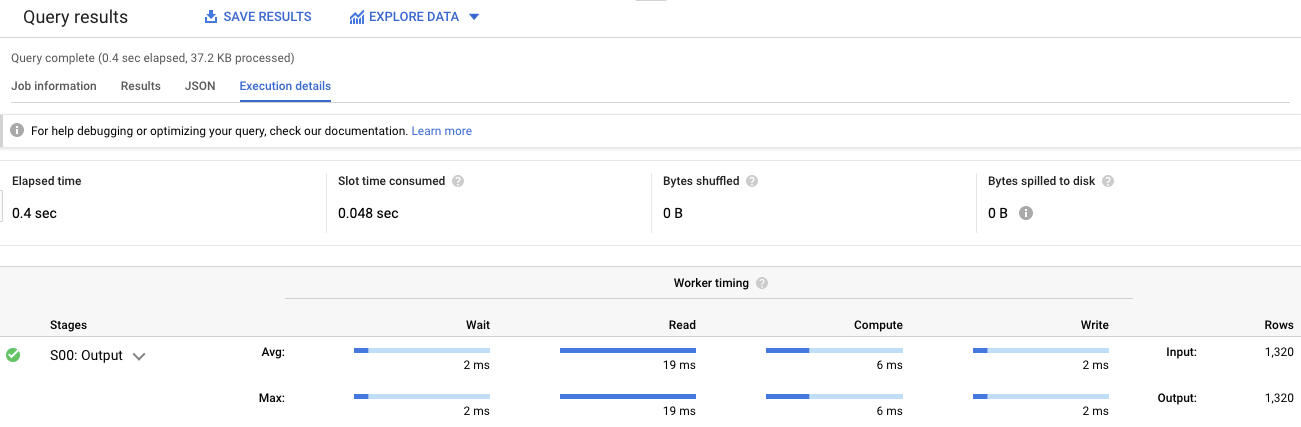 Query results SAVE RESULTS EXPLORE DATA
Query complete (0.4 sec elapsed, 37.2 KB processed)
Job information Results JSON Execution details
For help debugging or optimizing your query, check our documentation. Learn more
Elapsed time Slot time consumed Bytes shuffled Bytes spilled to disk
0.4 sec 0.048 sec 0 B 0 B
Worker timing
Stages Wait Read Compute Write Rows
S00: Output Avg: 2 ms 19 ms 6 ms 2 ms Input: 1,320
Max: 2 ms 19 ms 6 ms 2 ms Output: 1,320